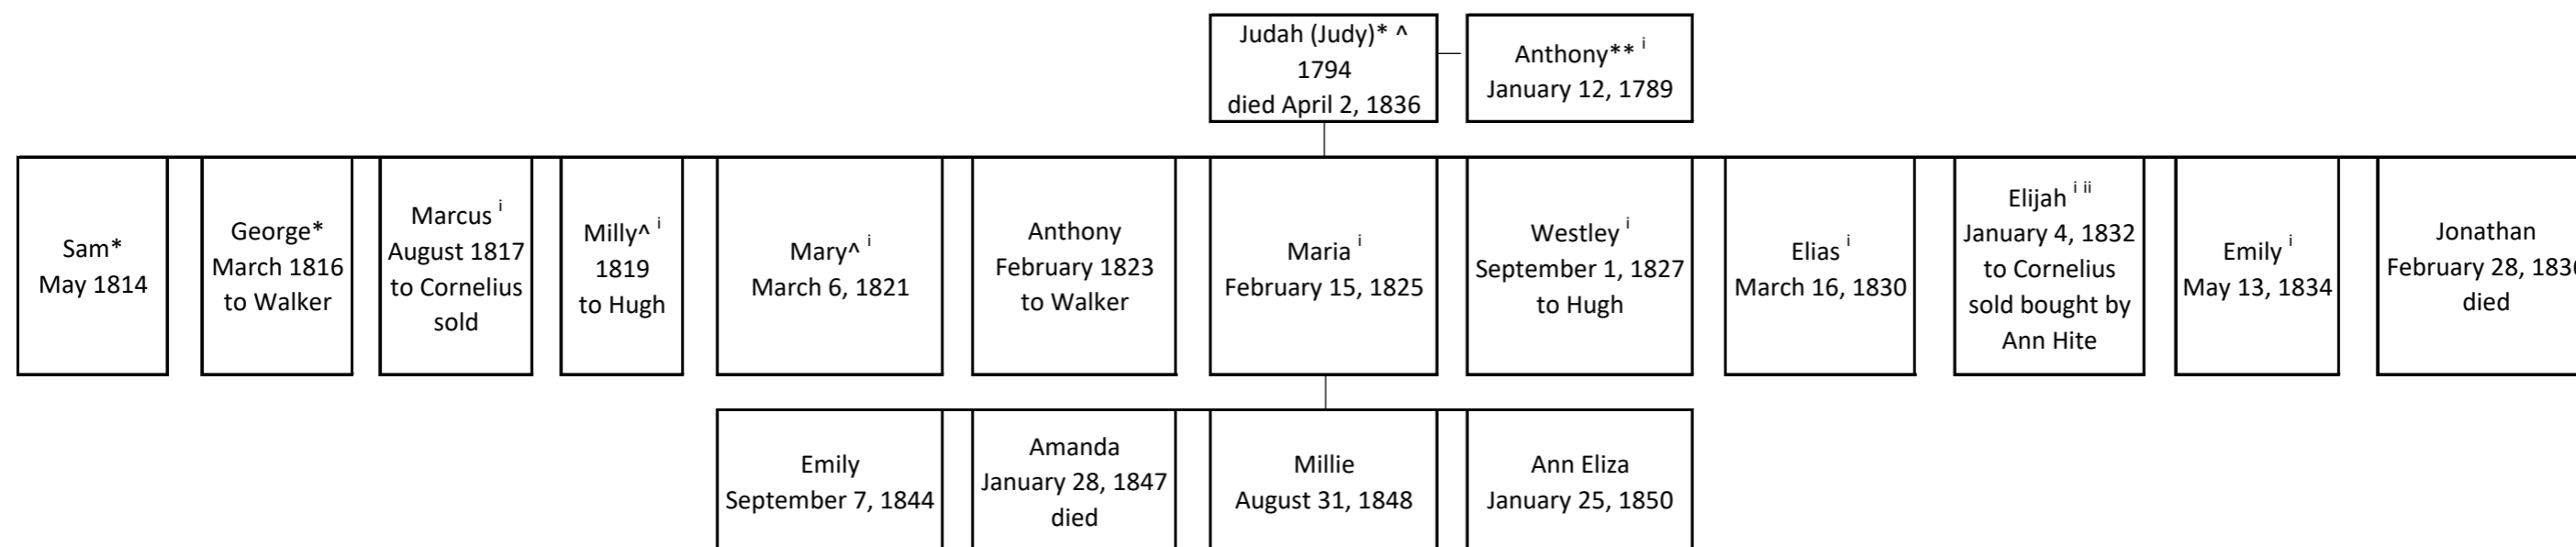 Judah (Judy)* ^
1794
died April 2, 1836
Anthony** i
January 12, 1789
Sam*
May 1814
George*
March 1816
to Walker
Marcus i
August 1817
to Cornelius
sold
Milly^ i
1819
to Hugh
Mary^ i
March 6, 1821
Anthony
February 1823
to Walker
Maria i
February 15, 1825
Westley i
September 1, 1827
to Hugh
Elias i
March 16, 1830
Elijah i ii
January 4, 1832
to Cornelius
sold bought by
Ann Hite
Emily i
May 13, 1834
Jonathan
February 28,
died
Emily
September 7, 1844
Amanda
January 28, 1847
died
Millie
August 31, 1848
Ann Eliza
January 25, 1850